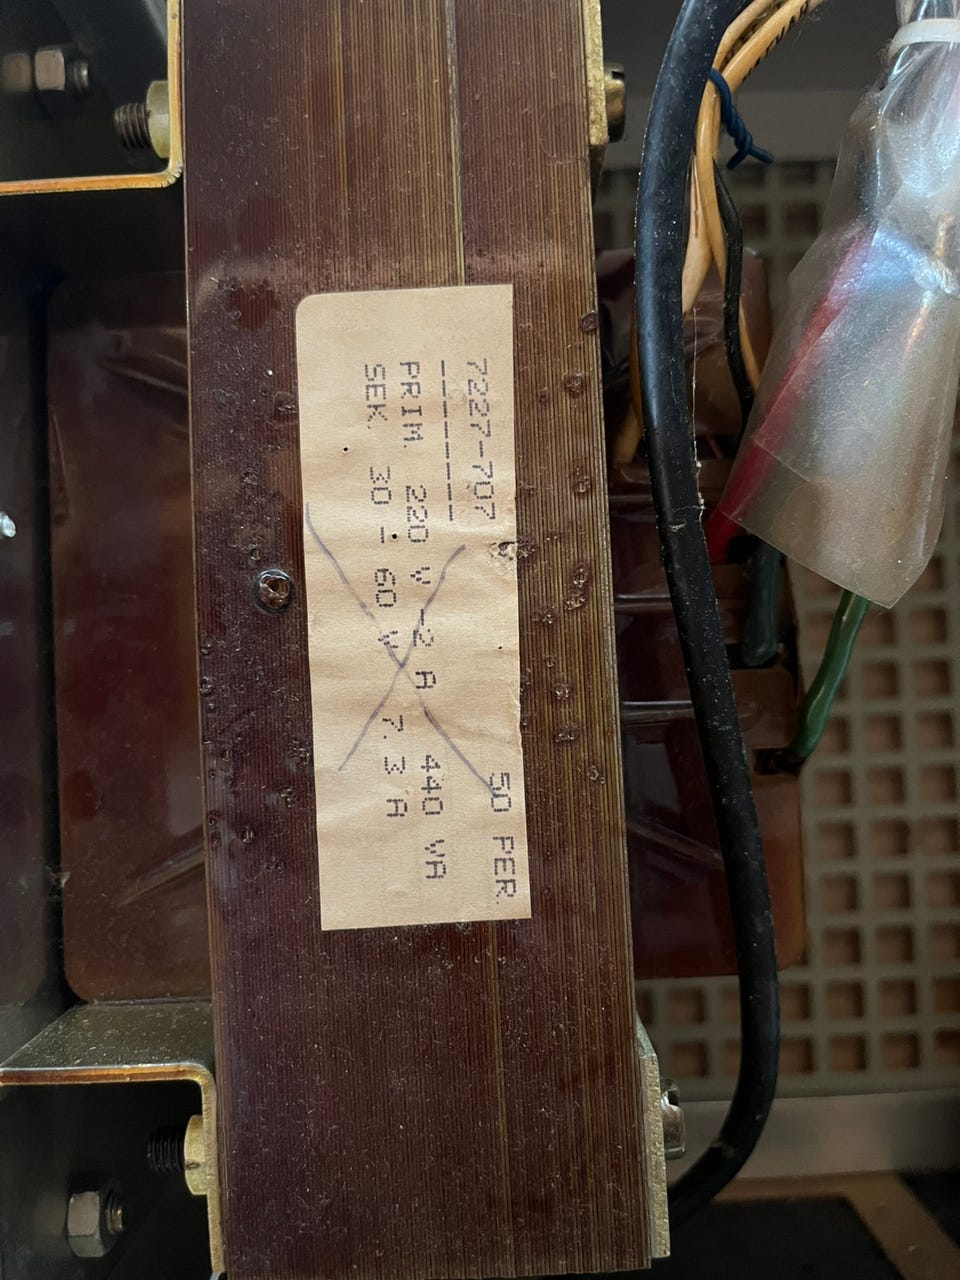 7227-707 50 PER.
--------
PRIM. 220 V -2 A 440 VA
SEK. 30 - 60 V 7.3 A